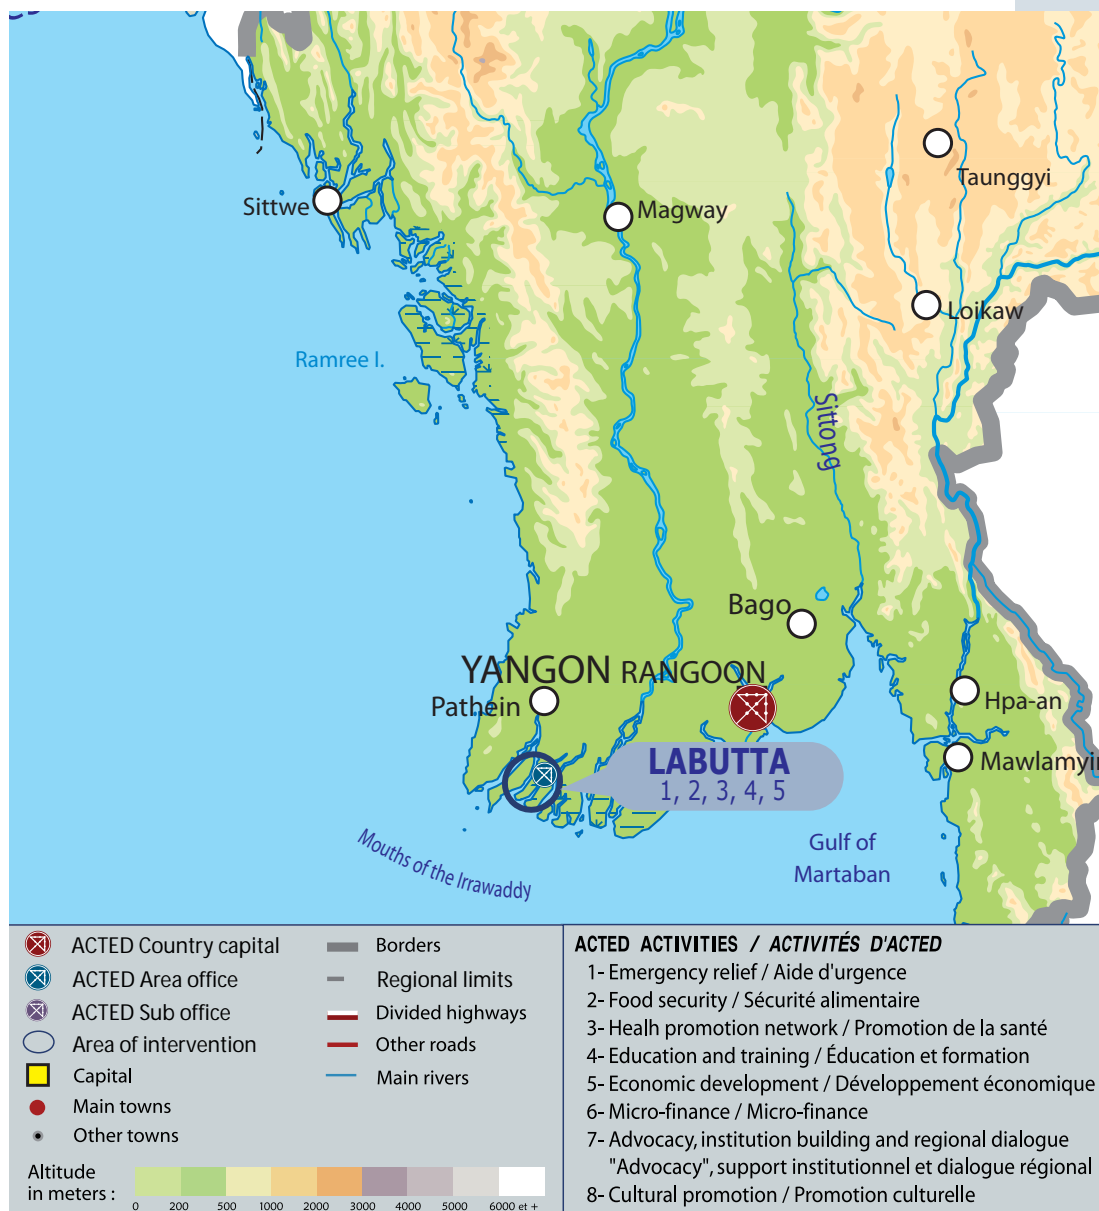 Taunggyi
Sittwe
Magway
Loikaw
Ramree I.
Sittong
Bago
YANGON RANGOON
Pathein
Hpa-an
LABUTTA
1, 2, 3, 4, 5
Mawlamyin
Gulf of
Martaban
Mouths of the Irrawaddy
ACTED Country capital
ACTED Area office
ACTED Sub office
Area of intervention
Capital
Main towns
Other towns
Borders
Regional limits
Divided highways
Other roads
Main rivers
Altitude
in meters :
0 200 500 1000 2000 3000 4000 5000 6000 et +
ACTED ACTIVITIES / ACTIVITÉS D'ACTED
1- Emergency relief / Aide d'urgence
2- Food security / Sécurité alimentaire
3- Healh promotion network / Promotion de la santé
4- Education and training / Éducation et formation
5- Economic development / Développement économique
6- Micro-finance / Micro-finance
7- Advocacy, institution building and regional dialogue
"Advocacy", support institutionnel et dialogue régional
8- Cultural promotion / Promotion culturelle